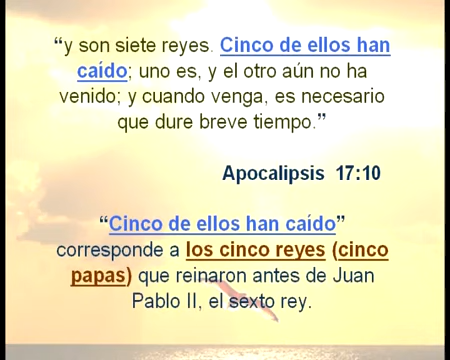 “y son siete reyes. Cinco de ellos han
caído; uno es, y el otro aún no ha
venido; y cuando venga, es necesario
que dure breve tiempo.”
Apocalipsis 17:10
“Cinco de ellos han caído”
corresponde a los cinco reyes (cinco
papas) que reinaron antes de Juan
Pablo II, el sexto rey.